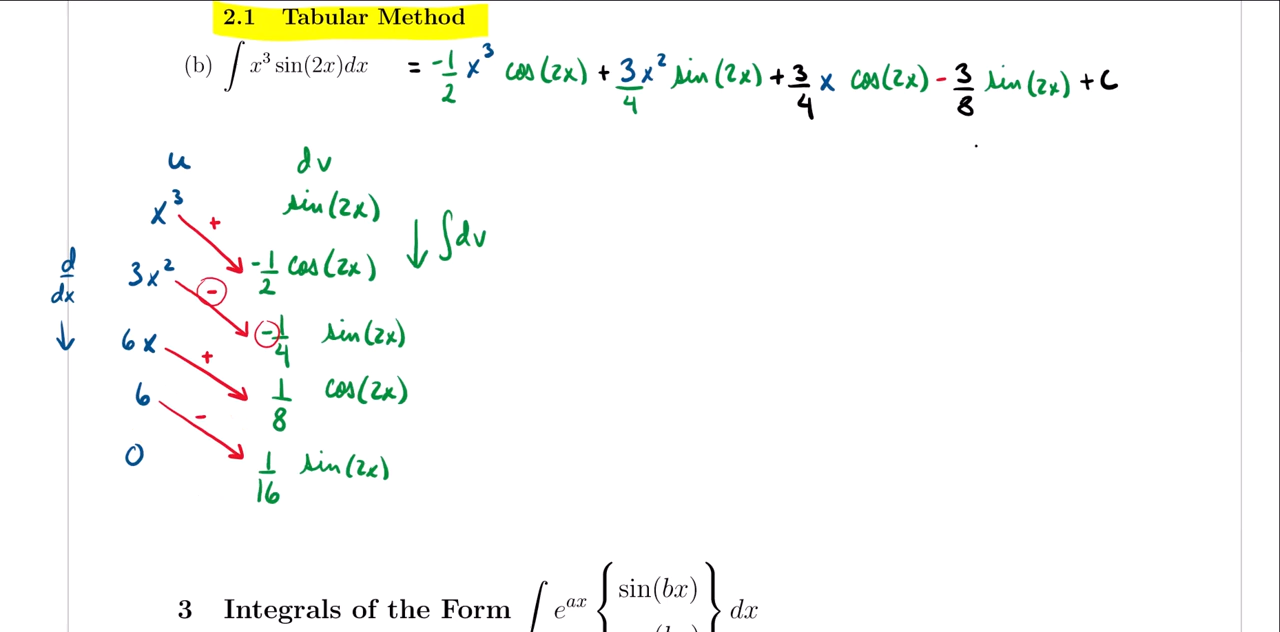 2.1 Tabular Method
(b) ∫ x³ sin(2x)dx = -1/2 x³ cos(2x) + 3x²/4 sin(2x) + 3/4 x cos(2x) - 3/8 sin(2x) + C
u dv
x³ + sin(2x)
↓ ∫dv
d/dx ↓
3x² - -1/2 cos(2x)
6x + -1/4 sin(2x)
6 - 1/8 cos(2x)
0 1/16 sin(2x)
3 Integrals of the Form ∫ e^{ax} { sin(bx) } dx